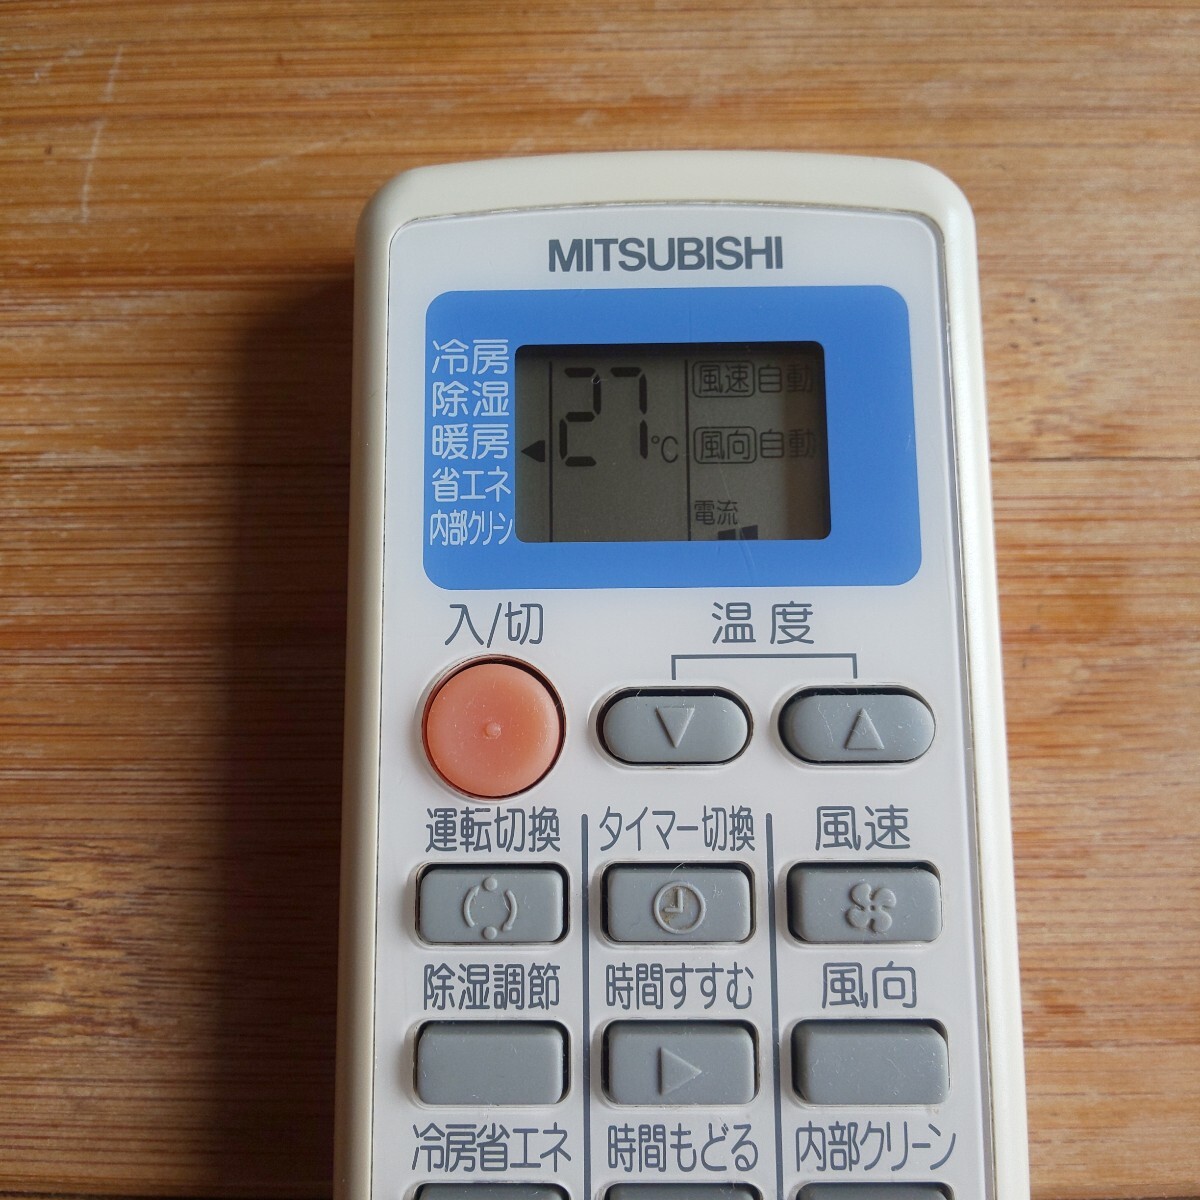 MITSUBISHI
冷房
除湿
暖房
省エネ
内部クリーン
27℃
風速 自動
風向 自動
電流
入/切
温度
運転切換 タイマー切換 風速
除湿調節 時間すすむ 風向
冷房省エネ 時間もどる 内部クリーン